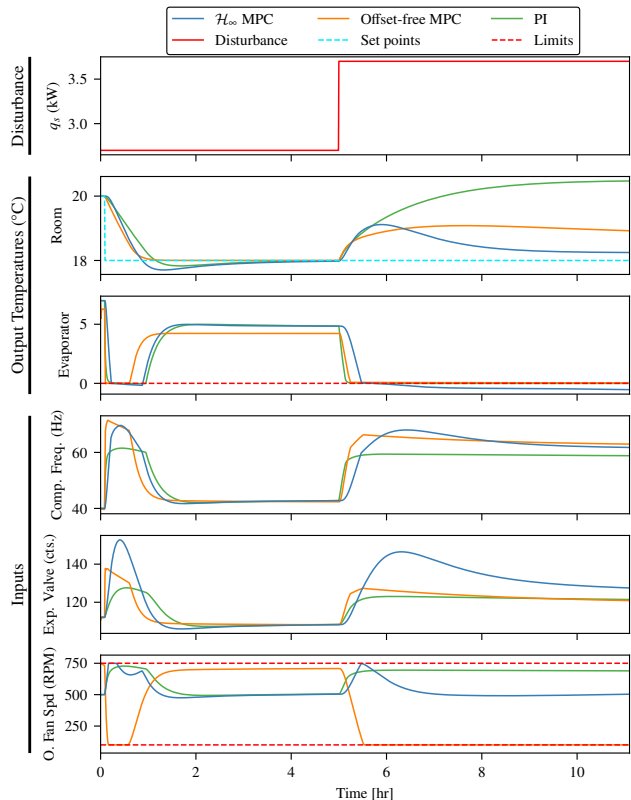 H∞ MPC Offset-free MPC PI
Disturbance Set points Limits
Disturbance
qs (kW)
3.5
3.0
Output Temperatures (°C)
Room
20
18
Evaporator
5
0
Inputs
Comp. Freq. (Hz)
60
40
Exp. Valve (cts.)
140
120
O. Fan Spd (RPM)
750
500
250
0 2 4 6 8 10
Time [hr]